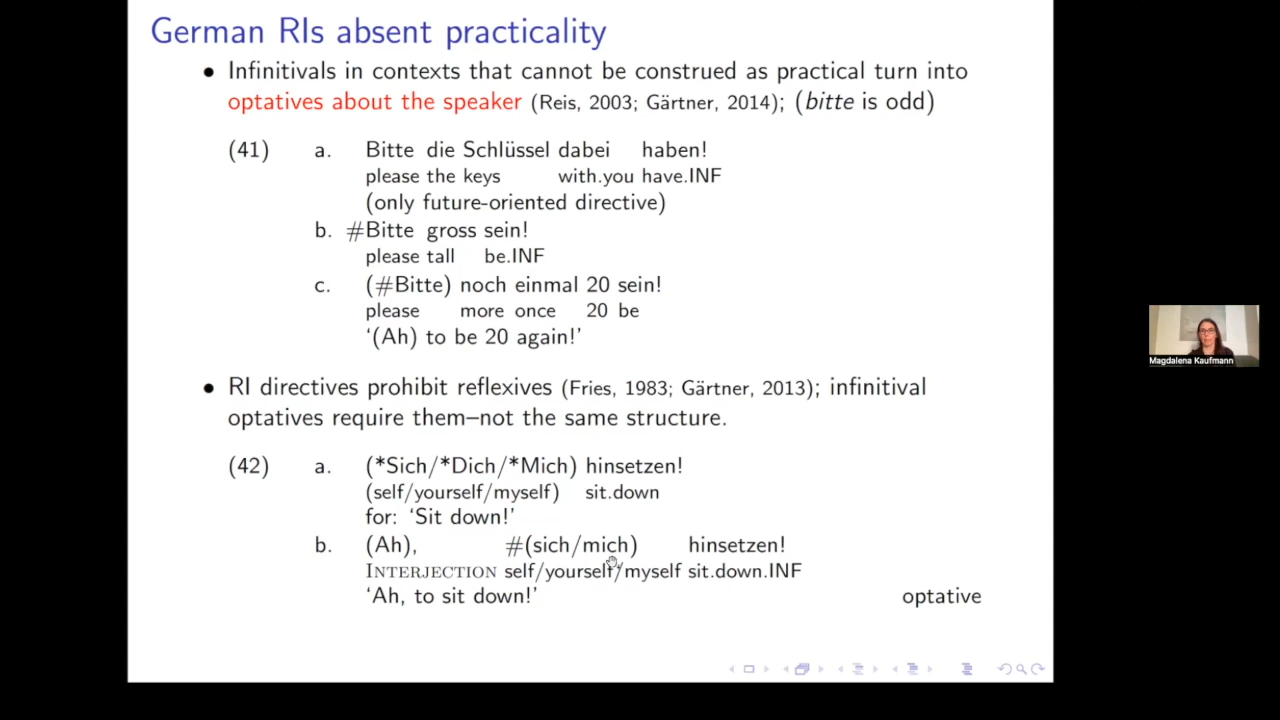 German RIs absent practicality
• Infinitivals in contexts that cannot be construed as practical turn into
optatives about the speaker (Reis, 2003; Gärtner, 2014); (bitte is odd)
(41) a. Bitte die Schlüssel dabei haben!
please the keys with.you have.INF
(only future-oriented directive)
b. #Bitte gross sein!
please tall be.INF
c. (#Bitte) noch einmal 20 sein!
please more once 20 be
‘(Ah) to be 20 again!’
• RI directives prohibit reflexives (Fries, 1983; Gärtner, 2013); infinitival
optatives require them–not the same structure.
(42) a. (*Sich/*Dich/*Mich) hinsetzen!
(self/yourself/myself) sit.down
for: ‘Sit down!’
b. (Ah), #(sich/mich) hinsetzen!
INTERJECTION self/yourself/myself sit.down.INF
‘Ah, to sit down!’ optative
Magdalena Kaufmann